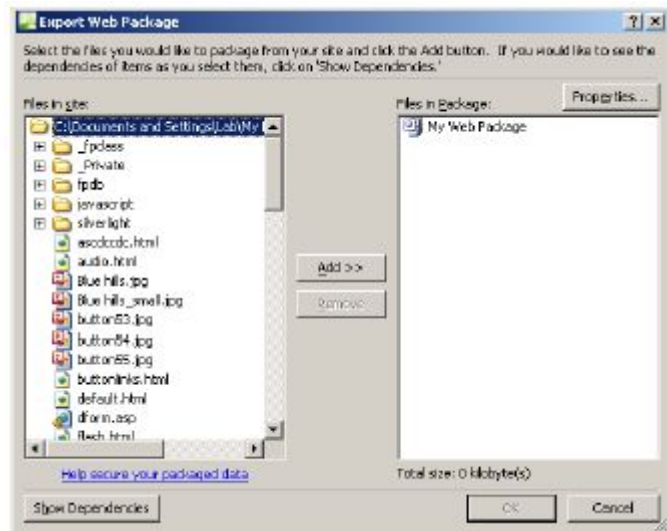 Export Web Package
Select the files you would like to package from your site and click the Add button. If you would like to see the
dependencies of items as you select them, click on 'Show Dependencies.'
Files in site:
Files in Package:
Properties...
C:\Documents and Settings\Lab\My
My Web Package
_fpclass
_Private
fpdb
javascript
silverlight
audio.html
Blue hills.jpg
Blue hills_small.jpg
button53.jpg
button54.jpg
button55.jpg
buttonlinks.html
default.html
dform.asp
flash.html
Add >>
Remove
Help secure your packaged data
Total size: 0 kilobyte(s)
Show Dependencies
OK
Cancel